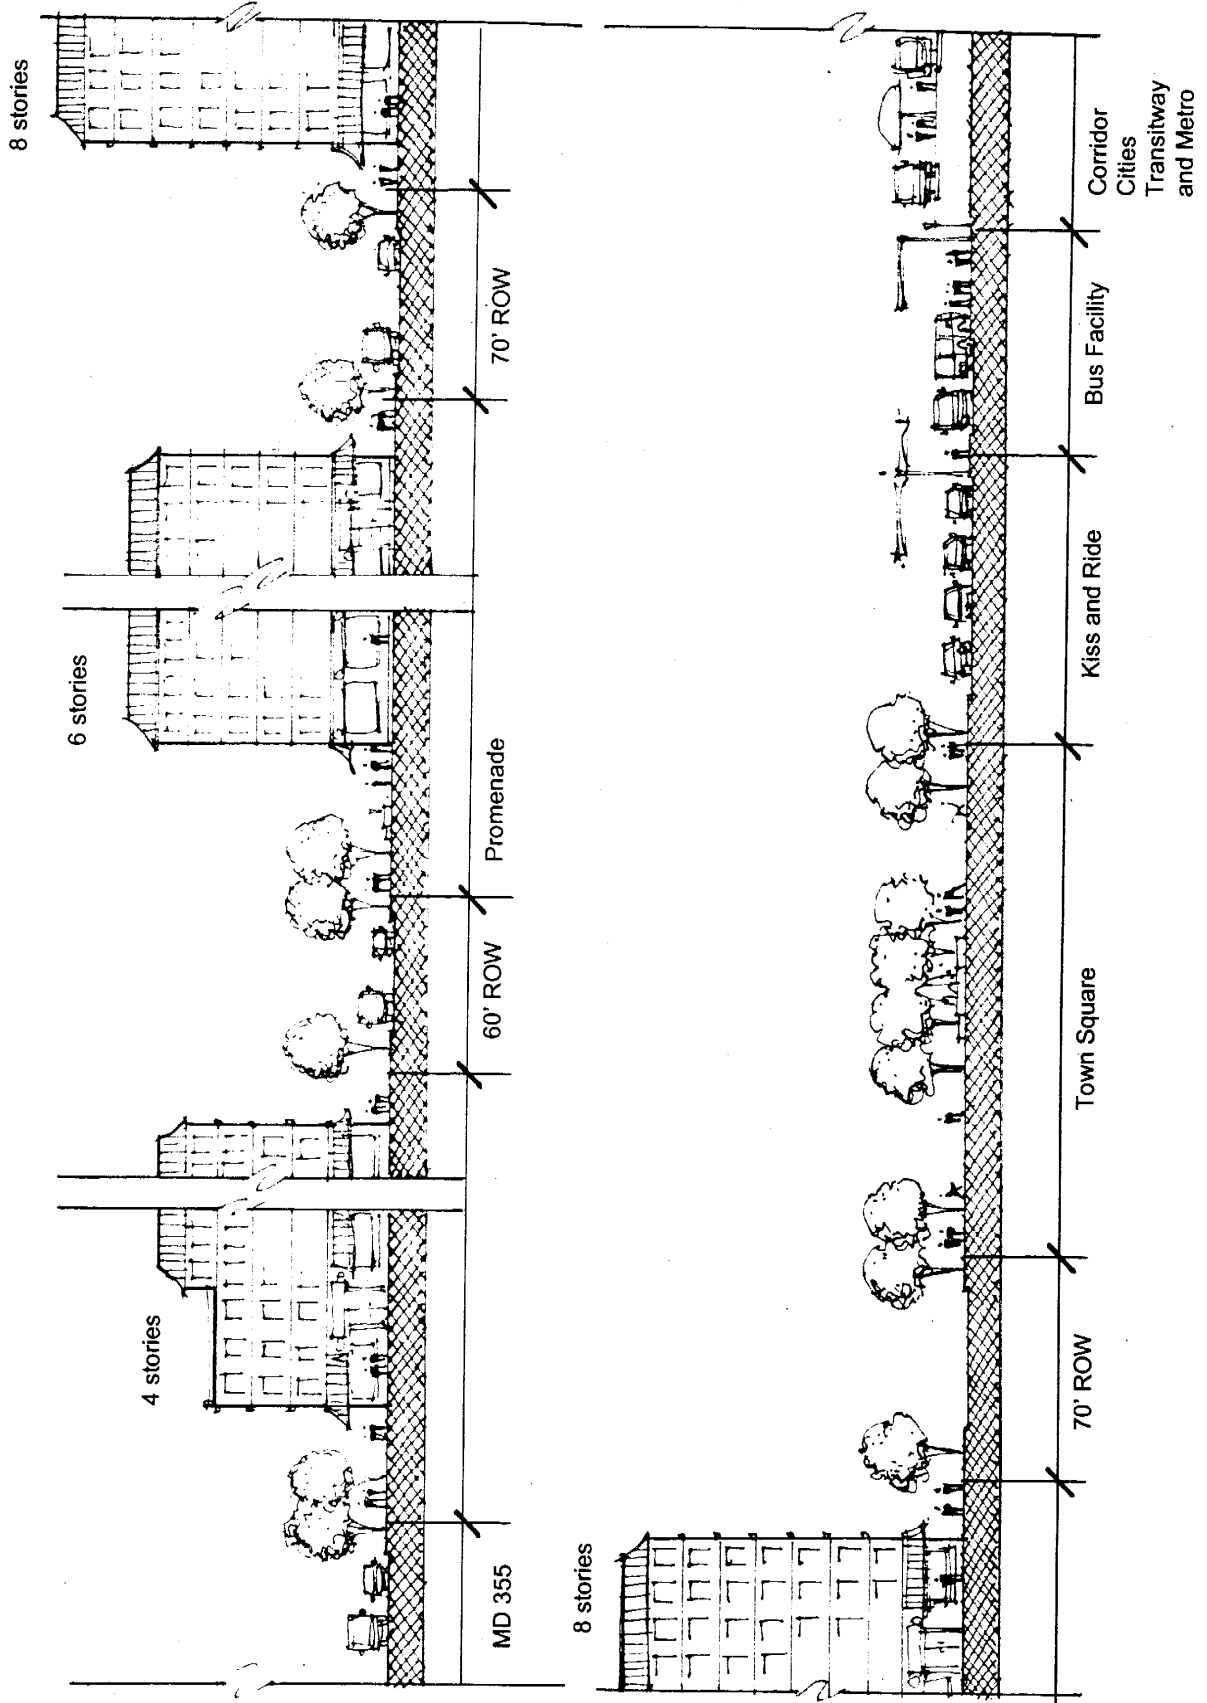 4 stories
6 stories
8 stories
MD 355
60' ROW
Promenade
70' ROW
8 stories
70' ROW
Town Square
Kiss and Ride
Bus Facility
Corridor
Cities
Transitway
and Metro